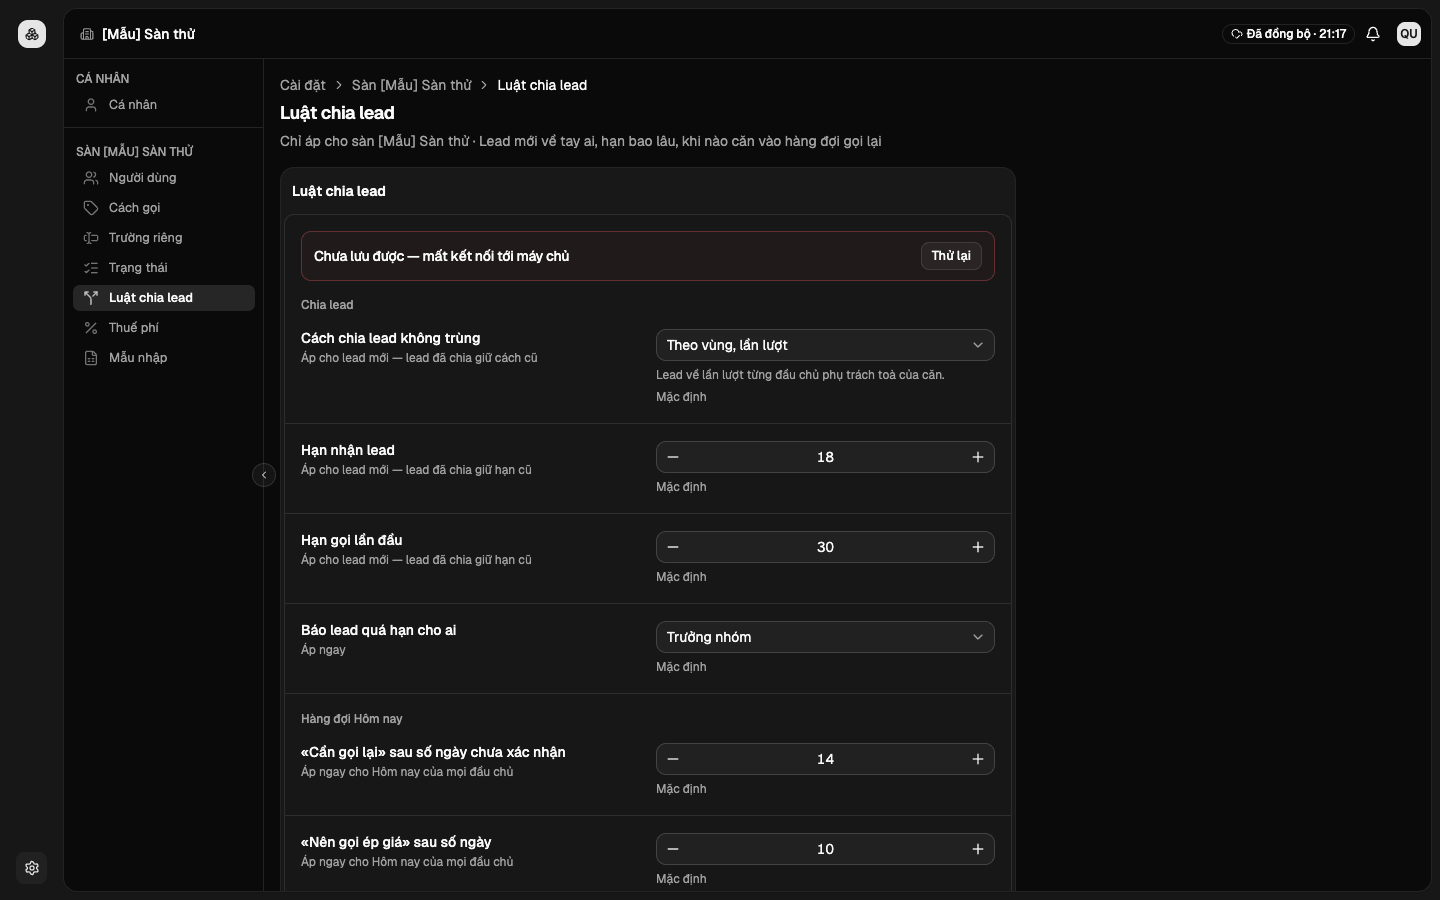 [Mẫu] Sàn thử
Đã đồng bộ · 21:17
QU
CÁ NHÂN
Cá nhân
SÀN [MẪU] SÀN THỬ
Người dùng
Cách gọi
Trường riêng
Trạng thái
Luật chia lead
Thuế phí
Mẫu nhập
Cài đặt > Sàn [Mẫu] Sàn thử > Luật chia lead
Luật chia lead
Chỉ áp cho sàn [Mẫu] Sàn thử · Lead mới về tay ai, hạn bao lâu, khi nào căn vào hàng đợi gọi lại
Luật chia lead
Chưa lưu được — mất kết nối tới máy chủ
Thử lại
Chia lead
Cách chia lead không trùng
Áp cho lead mới — lead đã chia giữ cách cũ
Theo vùng, lần lượt
Lead về lần lượt từng đầu chủ phụ trách toà của căn.
Mặc định
Hạn nhận lead
Áp cho lead mới — lead đã chia giữ hạn cũ
18
Mặc định
Hạn gọi lần đầu
Áp cho lead mới — lead đã chia giữ hạn cũ
30
Mặc định
Báo lead quá hạn cho ai
Áp ngay
Trưởng nhóm
Mặc định
Hàng đợi Hôm nay
«Cần gọi lại» sau số ngày chưa xác nhận
Áp ngay cho Hôm nay của mọi đầu chủ
14
Mặc định
«Nên gọi ép giá» sau số ngày
Áp ngay cho Hôm nay của mọi đầu chủ
10
Mặc định